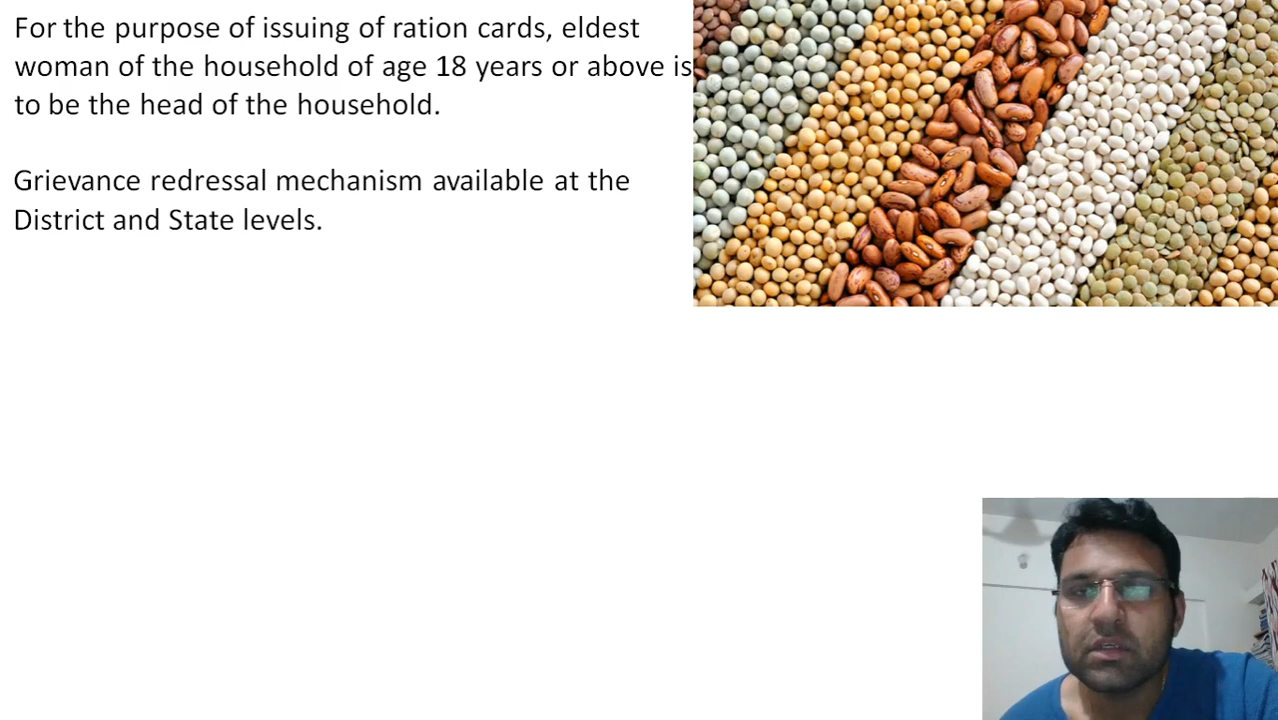 For the purpose of issuing of ration cards, eldest
woman of the household of age 18 years or above is
to be the head of the household.
Grievance redressal mechanism available at the
District and State levels.